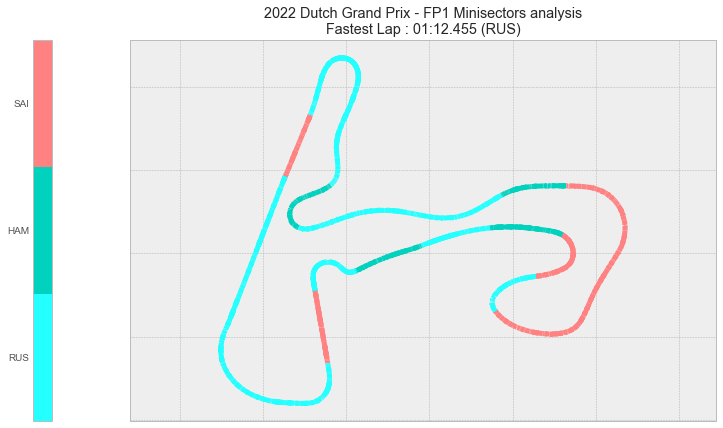 2022 Dutch Grand Prix - FP1 Minisectors analysis
Fastest Lap : 01:12.455 (RUS)
SAI
HAM
RUS